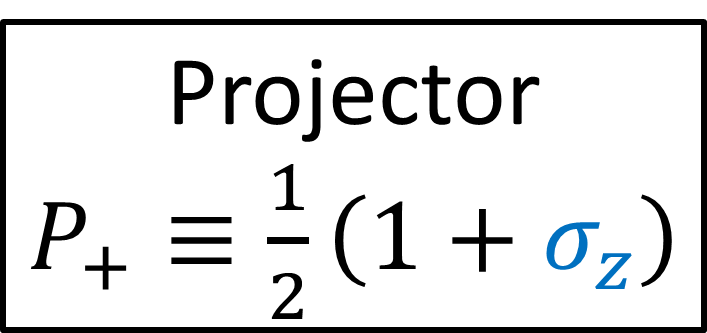 Projector
P₊ ≡ ½ (1 + σ_z)